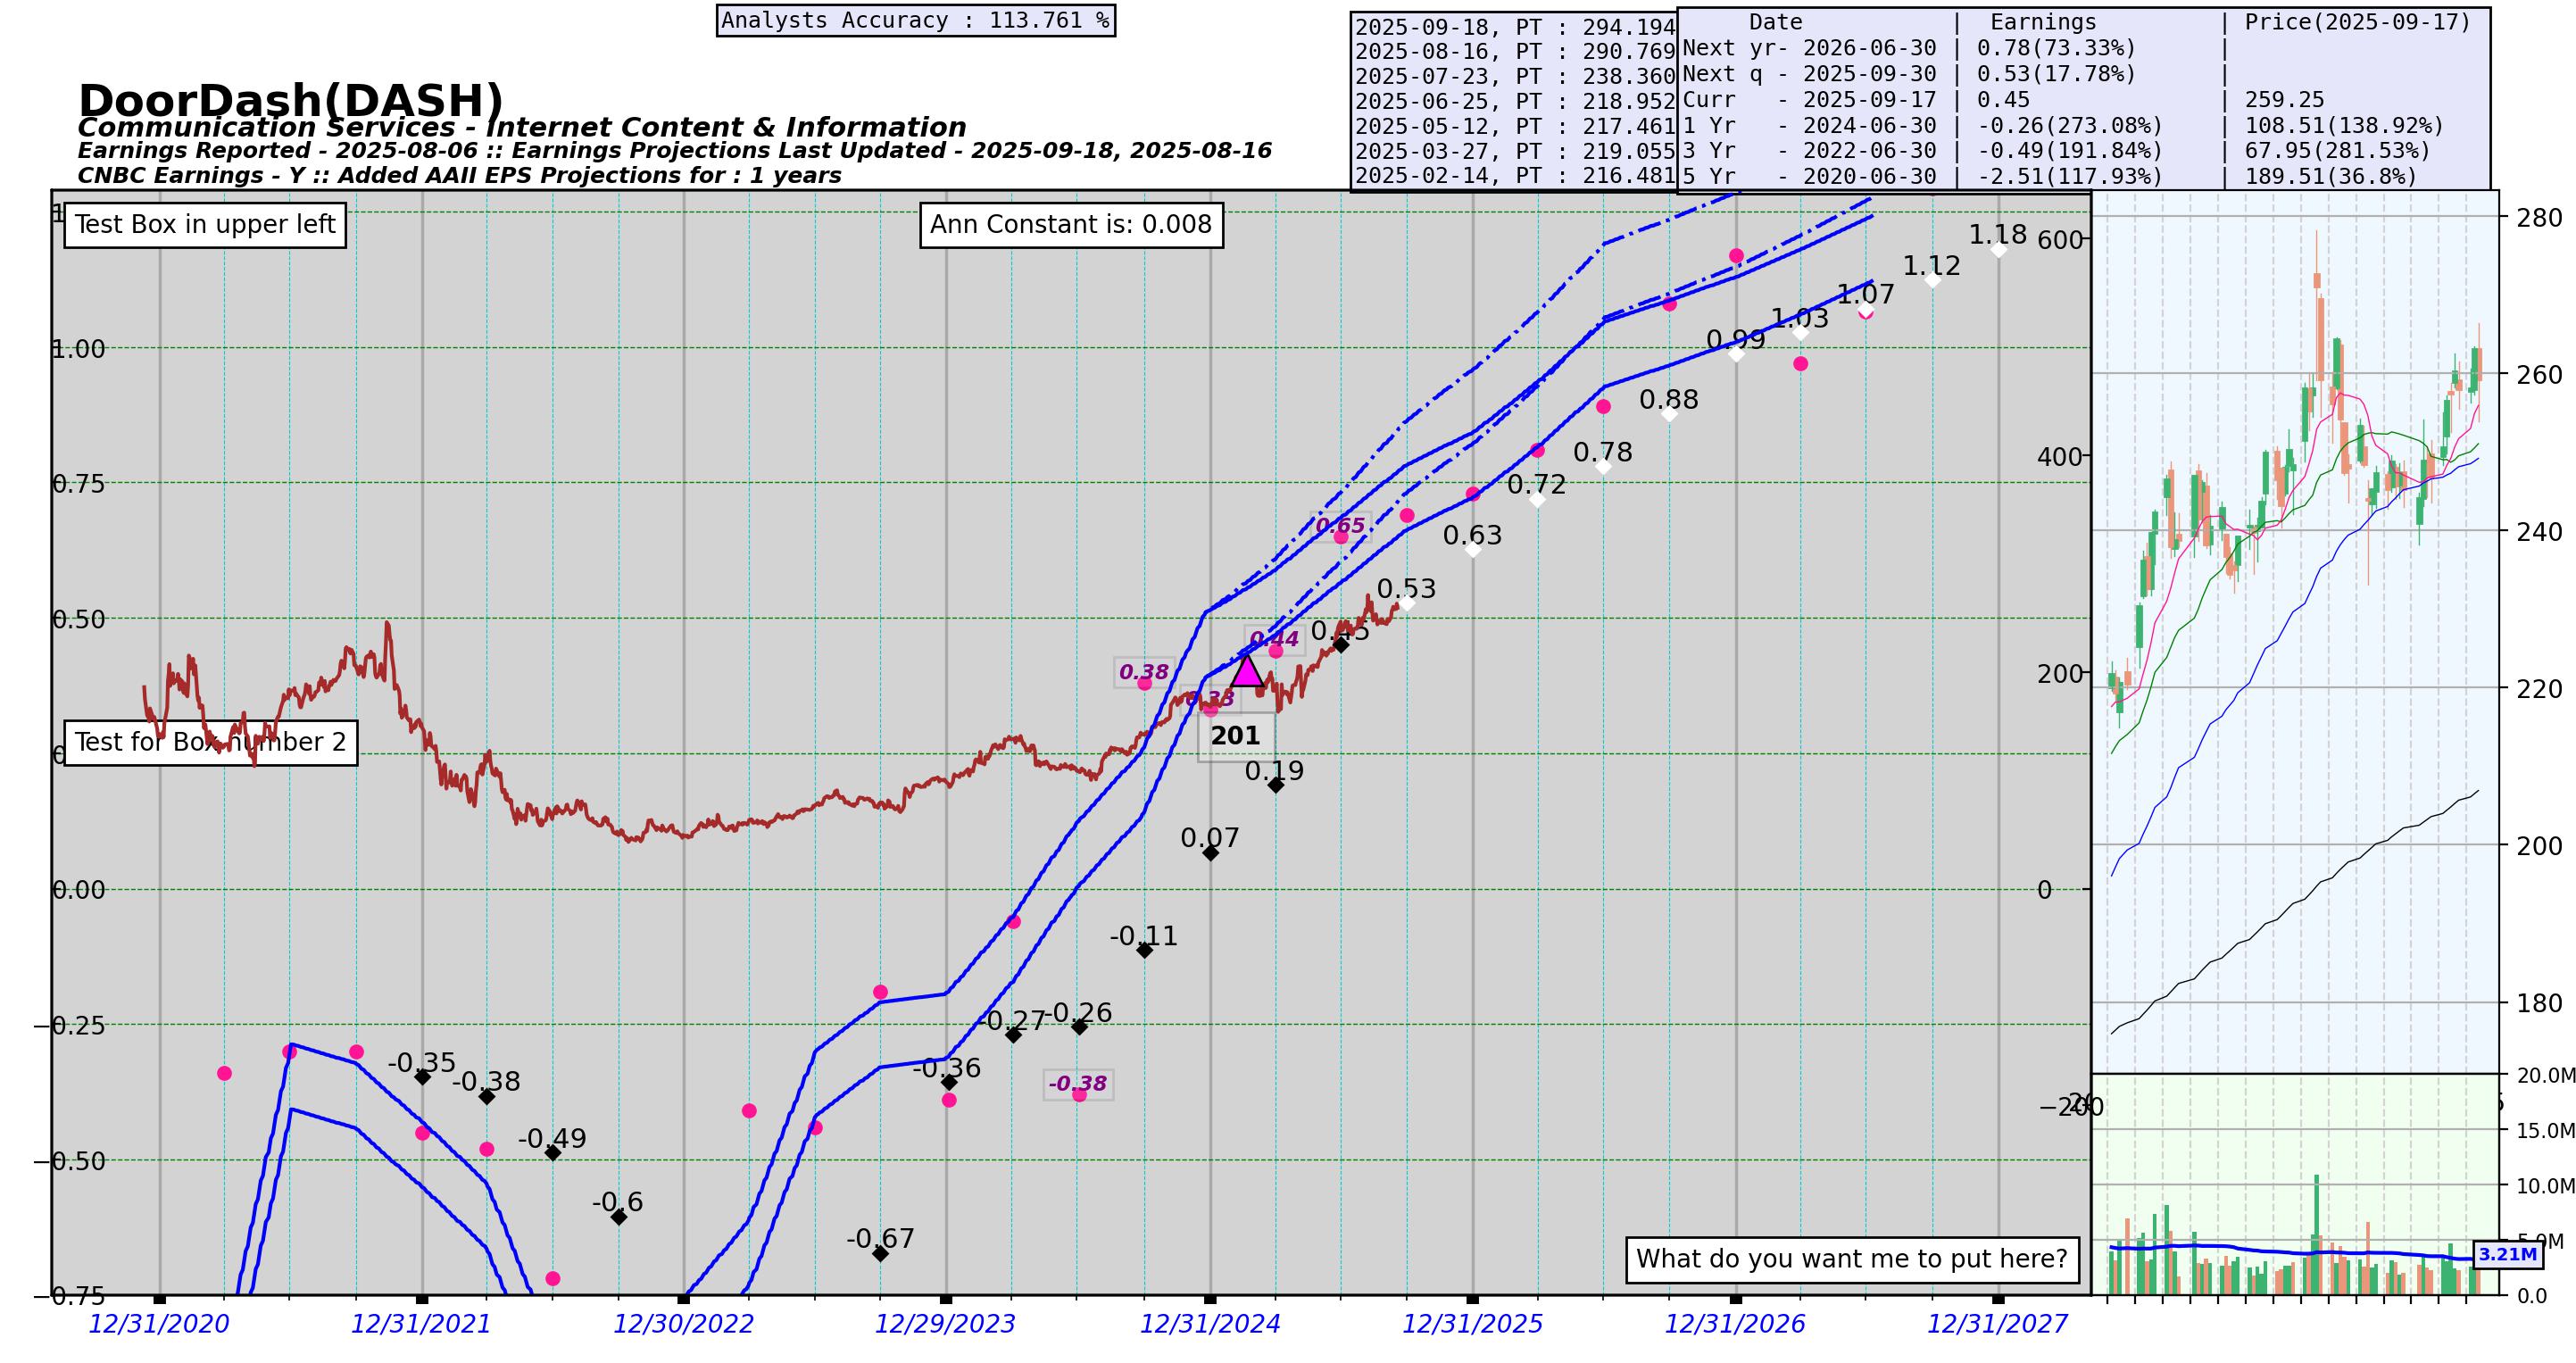 Analysts Accuracy : 113.761 %
2025-09-18, PT : 294.194
2025-08-16, PT : 290.769
2025-07-23, PT : 238.360
2025-06-25, PT : 218.952
2025-05-12, PT : 217.461
2025-03-27, PT : 219.055
2025-02-14, PT : 216.481
Date | Earnings | Price(2025-09-17)
Next yr- 2026-06-30 | 0.78(73.33%) |
Next q - 2025-09-30 | 0.53(17.78%) |
Curr - 2025-09-17 | 0.45 | 259.25
1 Yr - 2024-06-30 | -0.26(273.08%) | 108.51(138.92%)
3 Yr - 2022-06-30 | -0.49(191.84%) | 67.95(281.53%)
5 Yr - 2020-06-30 | -2.51(117.93%) | 189.51(36.8%)
DoorDash(DASH)
Communication Services - Internet Content & Information
Earnings Reported - 2025-08-06 :: Earnings Projections Last Updated - 2025-09-18, 2025-08-16
CNBC Earnings - Y :: Added AAII EPS Projections for : 1 years
Test Box in upper left
Ann Constant is: 0.008
Test for Box number 2
What do you want me to put here?
1.00
0.75
0.50
0.00
−0.25
−0.50
−0.75
-0.35
-0.38
-0.49
-0.6
-0.67
-0.36
-0.27
-0.26
-0.11
0.07
0.19
0.45
0.53
0.63
0.72
0.78
0.88
0.99
1.03
1.07
1.12
1.18
-0.38
0.38
0.33
0.44
0.65
201
600
400
200
0
−200
280
260
240
220
200
180
20.0M
15.0M
10.0M
5.0M
0.0
3.21M
12/31/2020
12/31/2021
12/30/2022
12/29/2023
12/31/2024
12/31/2025
12/31/2026
12/31/2027